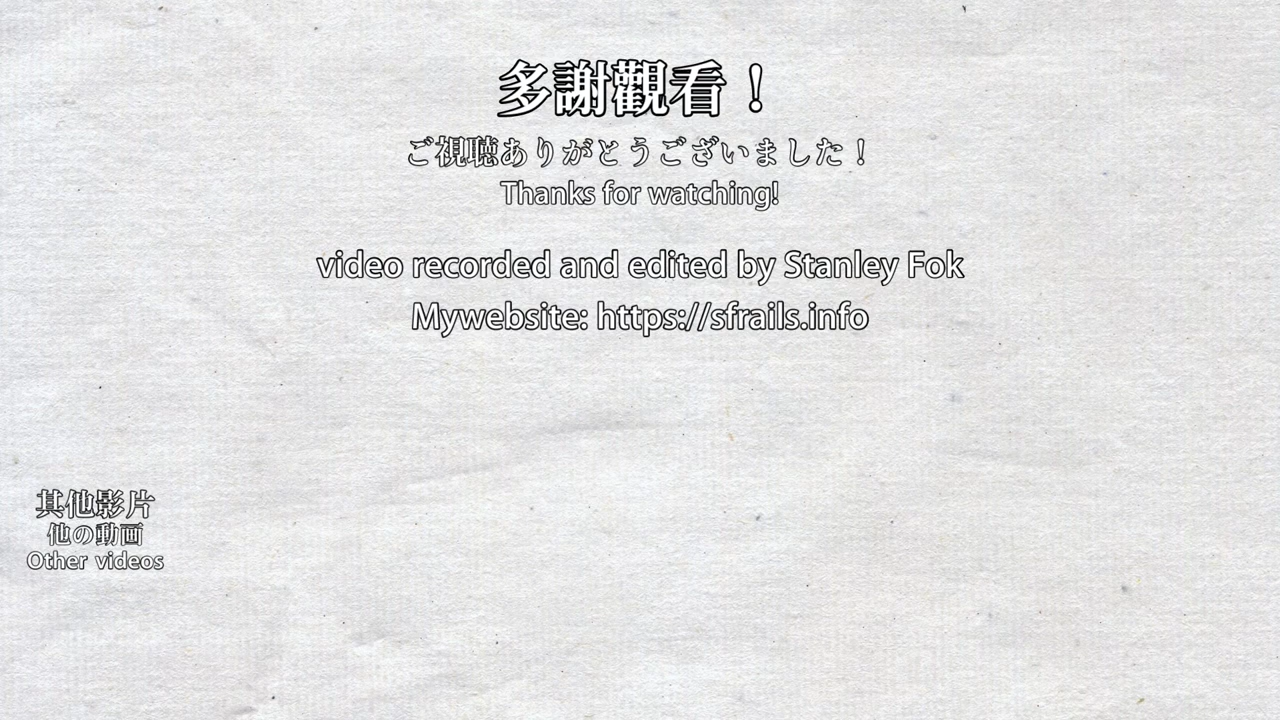 多謝觀看！
ご視聴ありがとうございました！
Thanks for watching!
video recorded and edited by Stanley Fok
Mywebsite: https://sfrails.info
其他影片
他の動画
Other videos